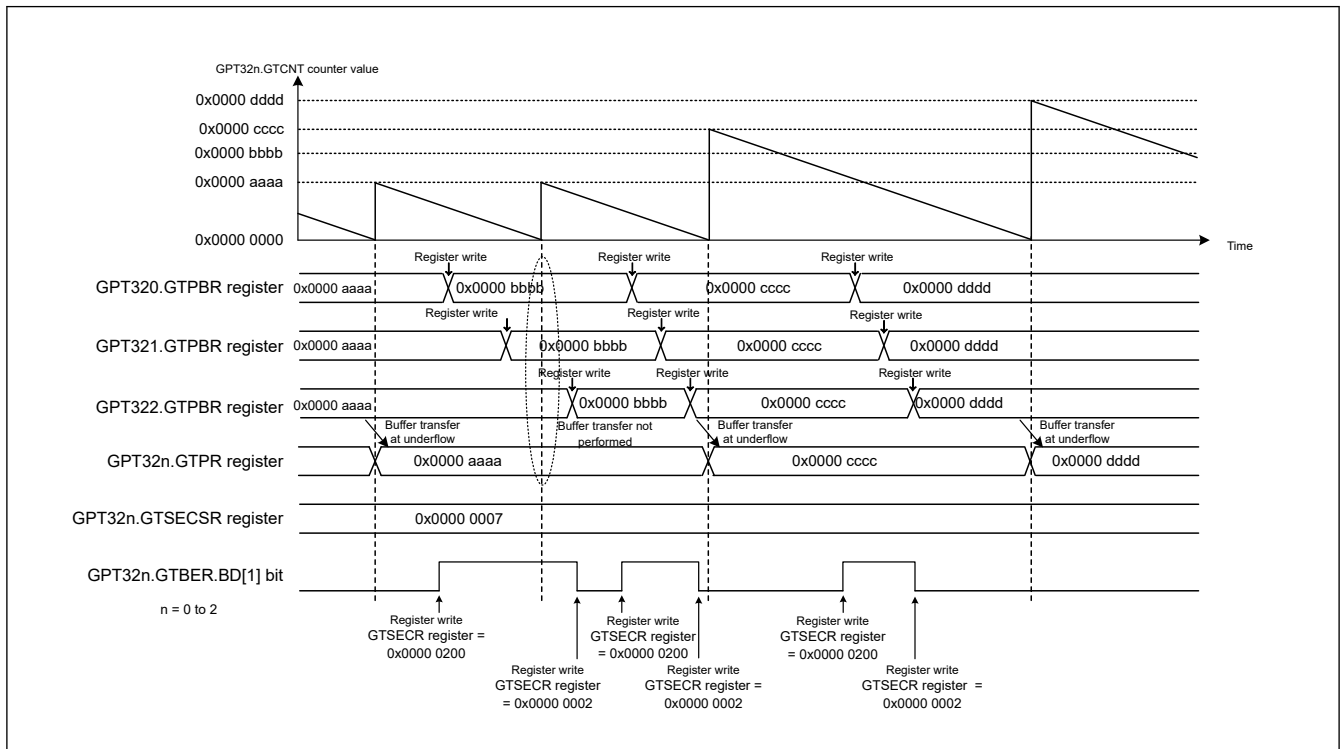 GPT32n.GTCNT counter value
0x0000 dddd
0x0000 cccc
0x0000 bbbb
0x0000 aaaa
0x0000 0000
Time
Register write Register write Register write
GPT320.GTPBR register 0x0000 aaaa 0x0000 bbbb 0x0000 cccc 0x0000 dddd
Register write Register write Register write
GPT321.GTPBR register 0x0000 aaaa 0x0000 bbbb 0x0000 cccc 0x0000 dddd
Register write Register write Register write
GPT322.GTPBR register 0x0000 aaaa 0x0000 bbbb 0x0000 cccc 0x0000 dddd
Buffer transfer
at underflow
Buffer transfer not
performed
Buffer transfer
at underflow
Buffer transfer
at underflow
GPT32n.GTPR register 0x0000 aaaa 0x0000 cccc 0x0000 dddd
GPT32n.GTSECSR register 0x0000 0007
GPT32n.GTBER.BD[1] bit
n = 0 to 2
Register write
GTSECR register =
0x0000 0200
Register write
GTSECR register
= 0x0000 0002
Register write
GTSECR register
= 0x0000 0200
Register write
GTSECR register =
0x0000 0002
Register write
GTSECR register
= 0x0000 0200
Register write
GTSECR register =
0x0000 0002